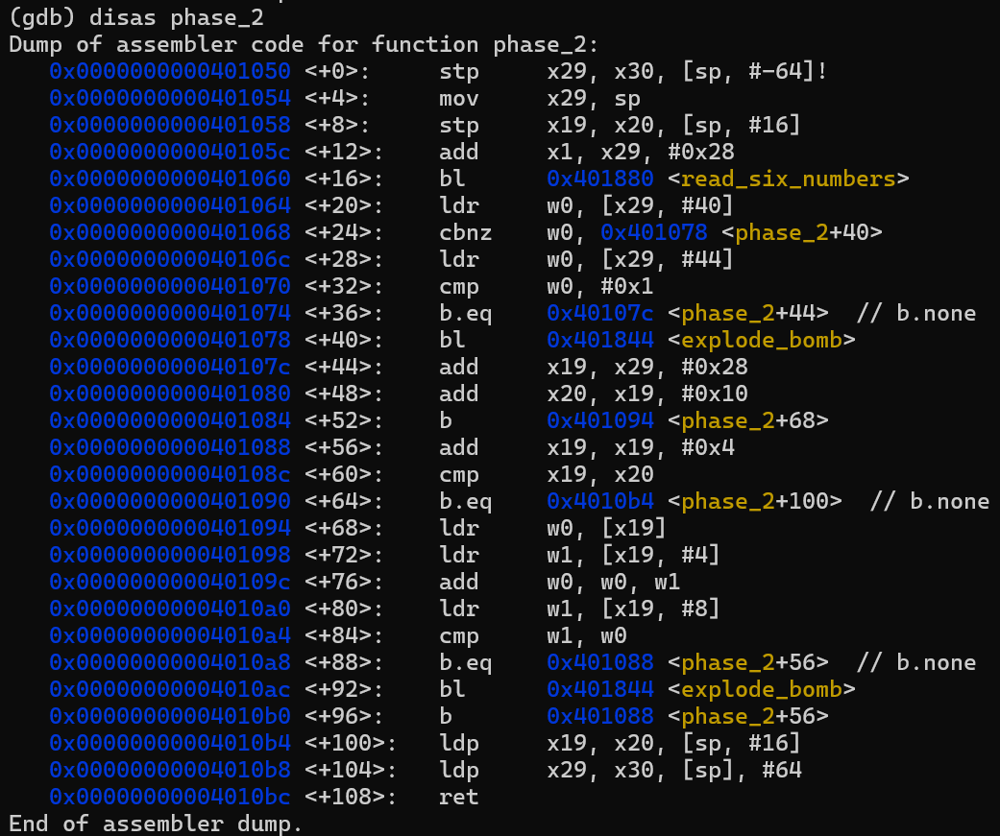 (gdb) disas phase_2
Dump of assembler code for function phase_2:
   0x0000000000401050 <+0>:     stp     x29, x30, [sp, #-64]!
   0x0000000000401054 <+4>:     mov     x29, sp
   0x0000000000401058 <+8>:     stp     x19, x20, [sp, #16]
   0x000000000040105c <+12>:    add     x1, x29, #0x28
   0x0000000000401060 <+16>:    bl      0x401880 <read_six_numbers>
   0x0000000000401064 <+20>:    ldr     w0, [x29, #40]
   0x0000000000401068 <+24>:    cbnz    w0, 0x401078 <phase_2+40>
   0x000000000040106c <+28>:    ldr     w0, [x29, #44]
   0x0000000000401070 <+32>:    cmp     w0, #0x1
   0x0000000000401074 <+36>:    b.eq    0x40107c <phase_2+44>  // b.none
   0x0000000000401078 <+40>:    bl      0x401844 <explode_bomb>
   0x000000000040107c <+44>:    add     x19, x29, #0x28
   0x0000000000401080 <+48>:    add     x20, x19, #0x10
   0x0000000000401084 <+52>:    b       0x401094 <phase_2+68>
   0x0000000000401088 <+56>:    add     x19, x19, #0x4
   0x000000000040108c <+60>:    cmp     x19, x20
   0x0000000000401090 <+64>:    b.eq    0x4010b4 <phase_2+100>  // b.none
   0x0000000000401094 <+68>:    ldr     w0, [x19]
   0x0000000000401098 <+72>:    ldr     w1, [x19, #4]
   0x000000000040109c <+76>:    add     w0, w0, w1
   0x00000000004010a0 <+80>:    ldr     w1, [x19, #8]
   0x00000000004010a4 <+84>:    cmp     w1, w0
   0x00000000004010a8 <+88>:    b.eq    0x401088 <phase_2+56>  // b.none
   0x00000000004010ac <+92>:    bl      0x401844 <explode_bomb>
   0x00000000004010b0 <+96>:    b       0x401088 <phase_2+56>
   0x00000000004010b4 <+100>:   ldp     x19, x20, [sp, #16]
   0x00000000004010b8 <+104>:   ldp     x29, x30, [sp], #64
   0x00000000004010bc <+108>:   ret
End of assembler dump.